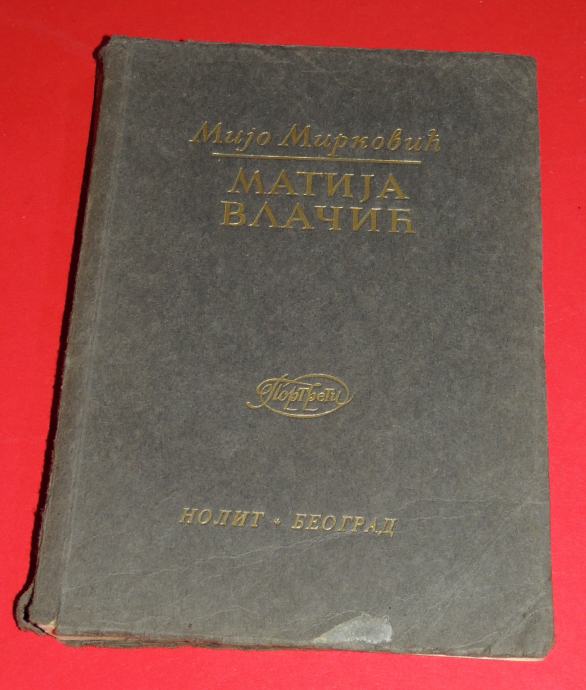 Мијо Мирковић
МАТИЈА
ВЛАЧИЋ
Портрети
НОЛИТ * БЕОГРАД